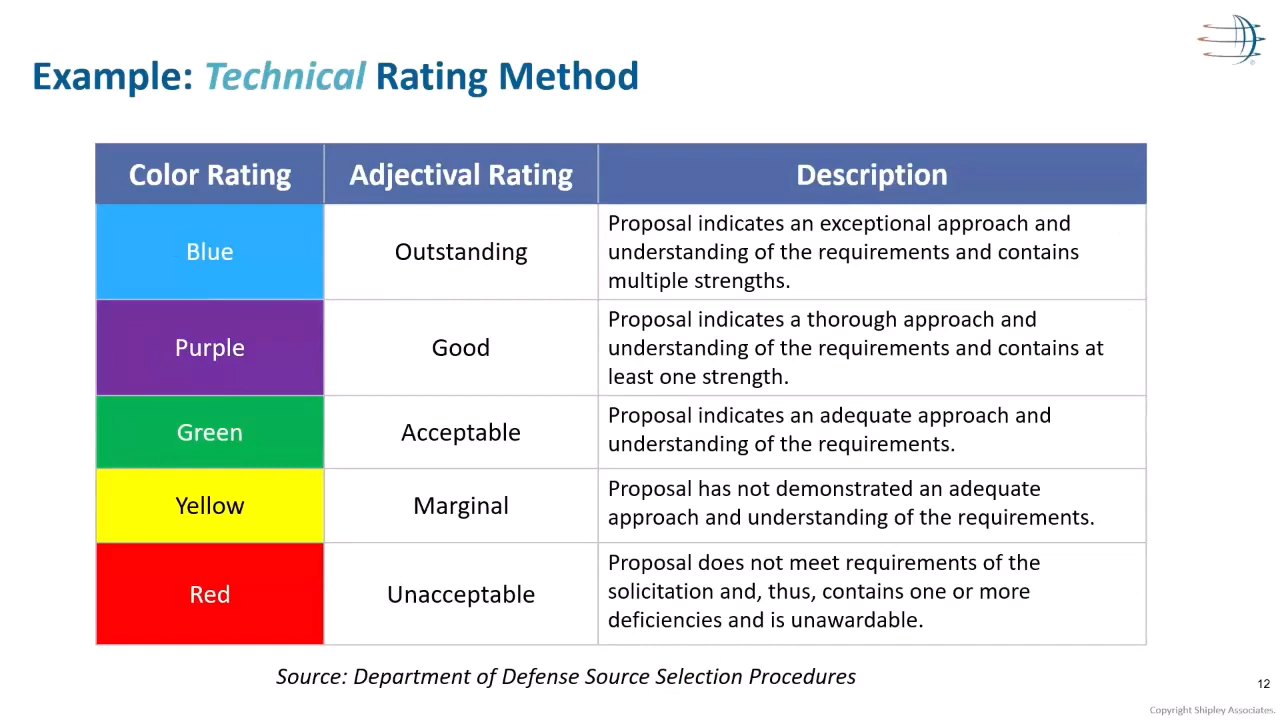 Example: Technical Rating Method
Color Rating
Adjectival Rating
Description
Blue
Outstanding
Proposal indicates an exceptional approach and
understanding of the requirements and contains
multiple strengths.
Purple
Good
Proposal indicates a thorough approach and
understanding of the requirements and contains at
least one strength.
Green
Acceptable
Proposal indicates an adequate approach and
understanding of the requirements.
Yellow
Marginal
Proposal has not demonstrated an adequate
approach and understanding of the requirements.
Red
Unacceptable
Proposal does not meet requirements of the
solicitation and, thus, contains one or more
deficiencies and is unawardable.
Source: Department of Defense Source Selection Procedures
12
Copyright Shipley Associates.